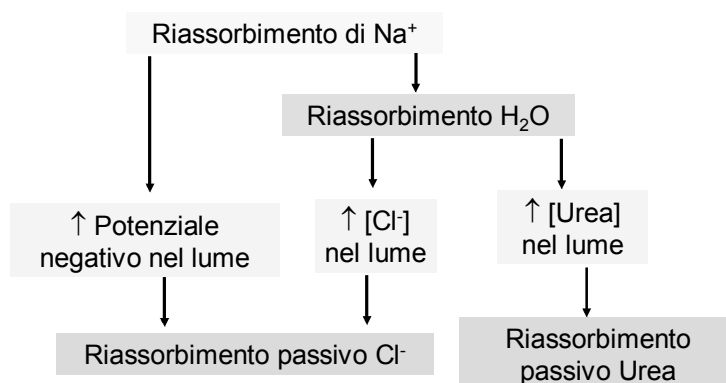 Riassorbimento di Na⁺
Riassorbimento H₂O
↑ Potenziale
negativo nel lume
↑ [Cl⁻]
nel lume
↑ [Urea]
nel lume
Riassorbimento passivo Cl⁻
Riassorbimento
passivo Urea